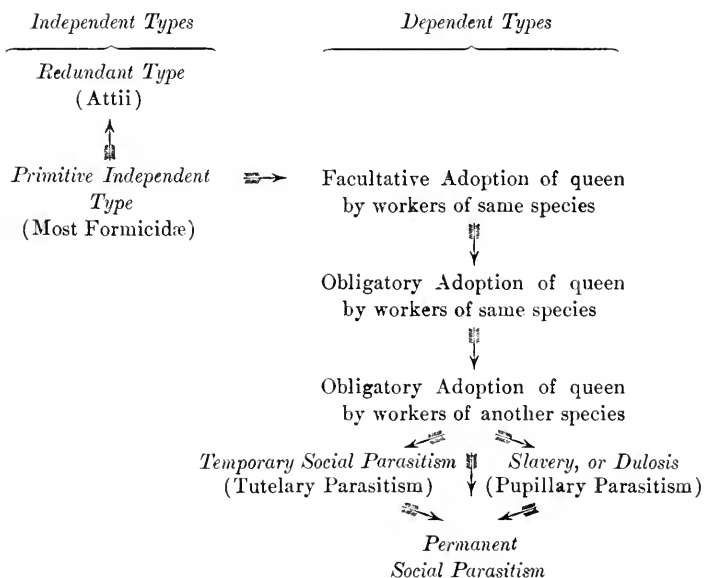 Independent Types
Dependent Types
Redundant Type
(Attii)
Primitive Independent
Type
(Most Formicidæ)
Facultative Adoption of queen
by workers of same species
Obligatory Adoption of queen
by workers of same species
Obligatory Adoption of queen
by workers of another species
Temporary Social Parasitism
(Tutelary Parasitism)
Slavery, or Dulosis
(Pupillary Parasitism)
Permanent
Social Parasitism